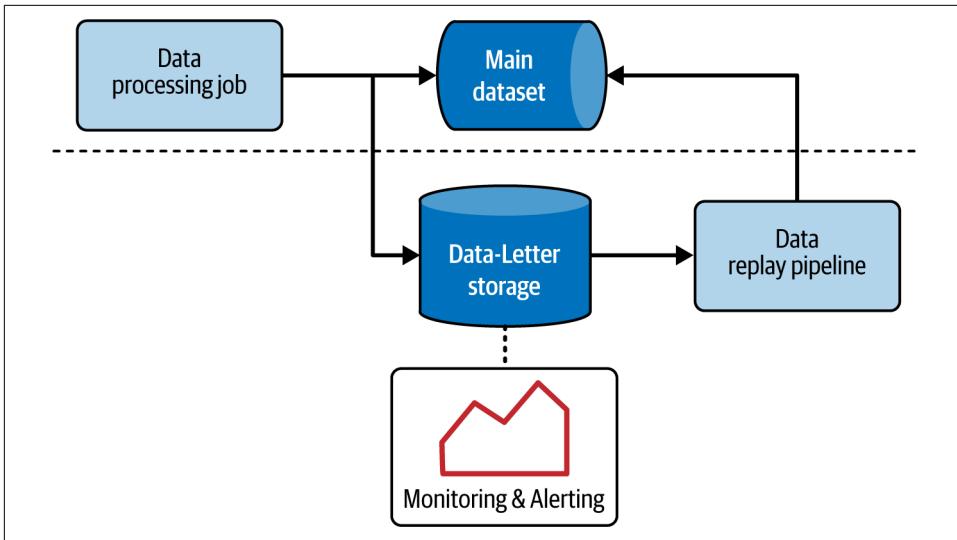 Data
processing job
Main
dataset
Data-Letter
storage
Data
replay pipeline
Monitoring & Alerting